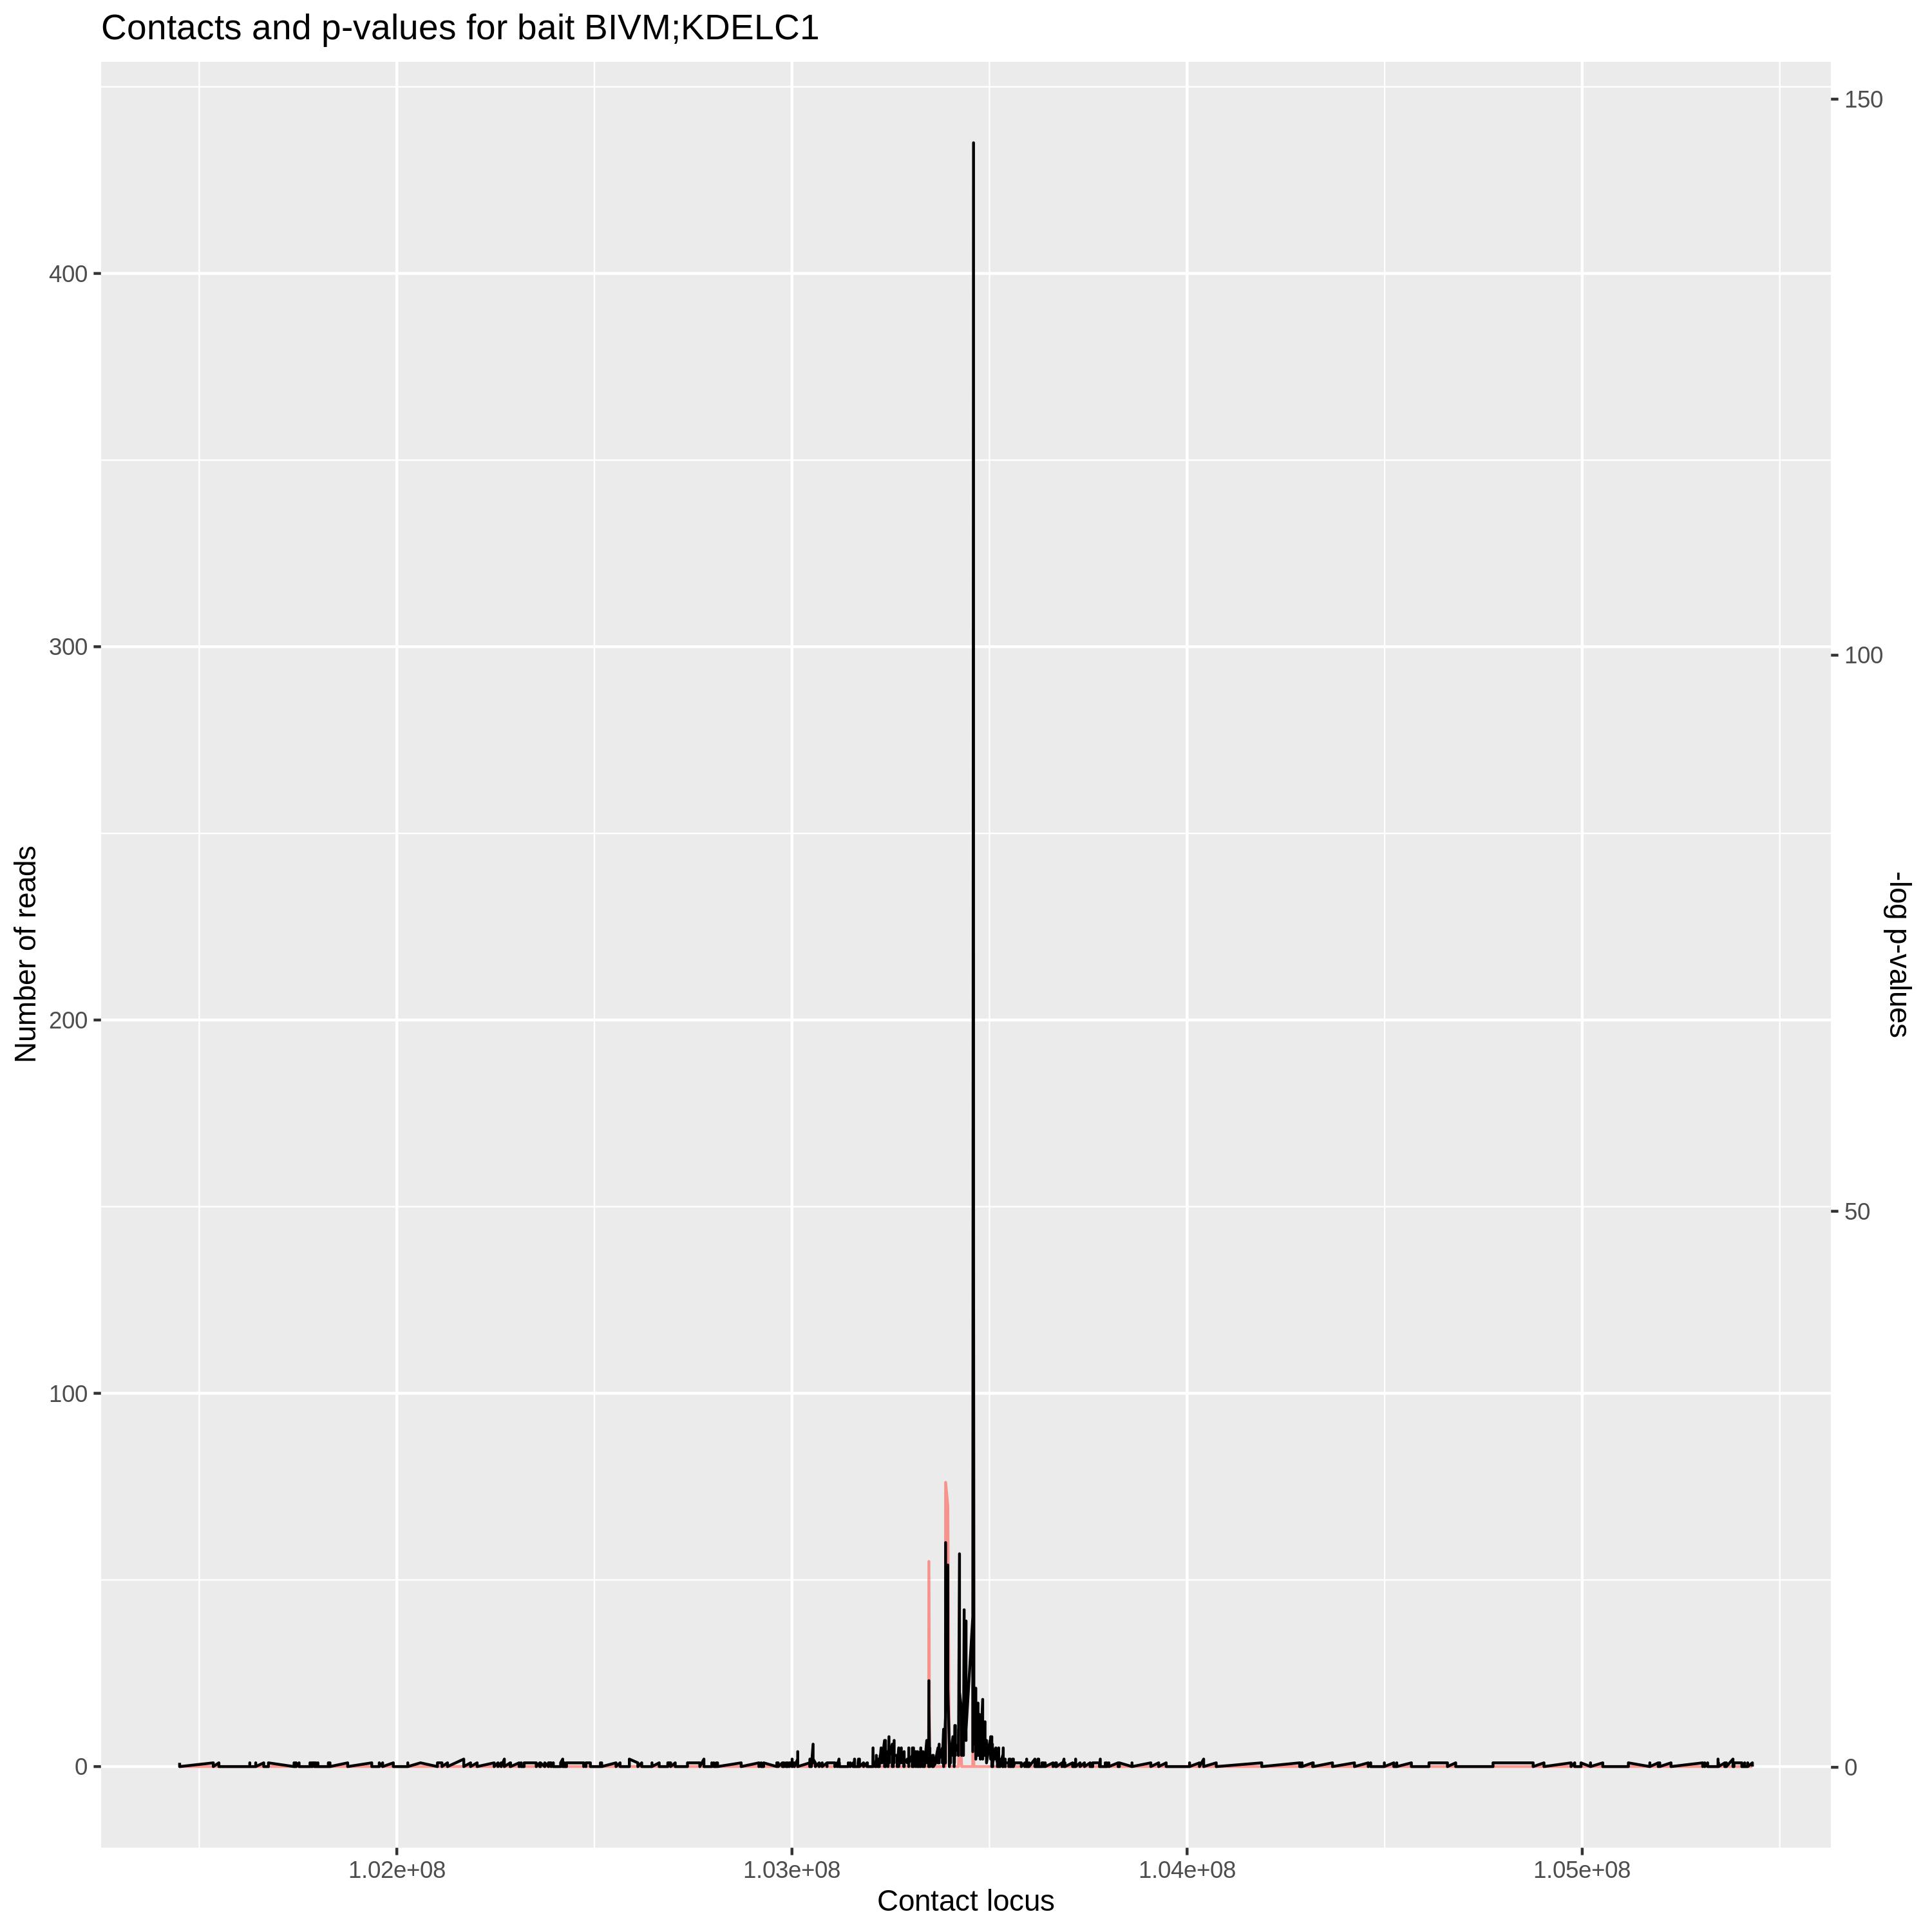 Contacts and p-values for bait BIVM;KDELC1
Number of reads
400
300
200
100
0
150
100
50
0
-log p-values
1.02e+08 1.03e+08 1.04e+08 1.05e+08
Contact locus